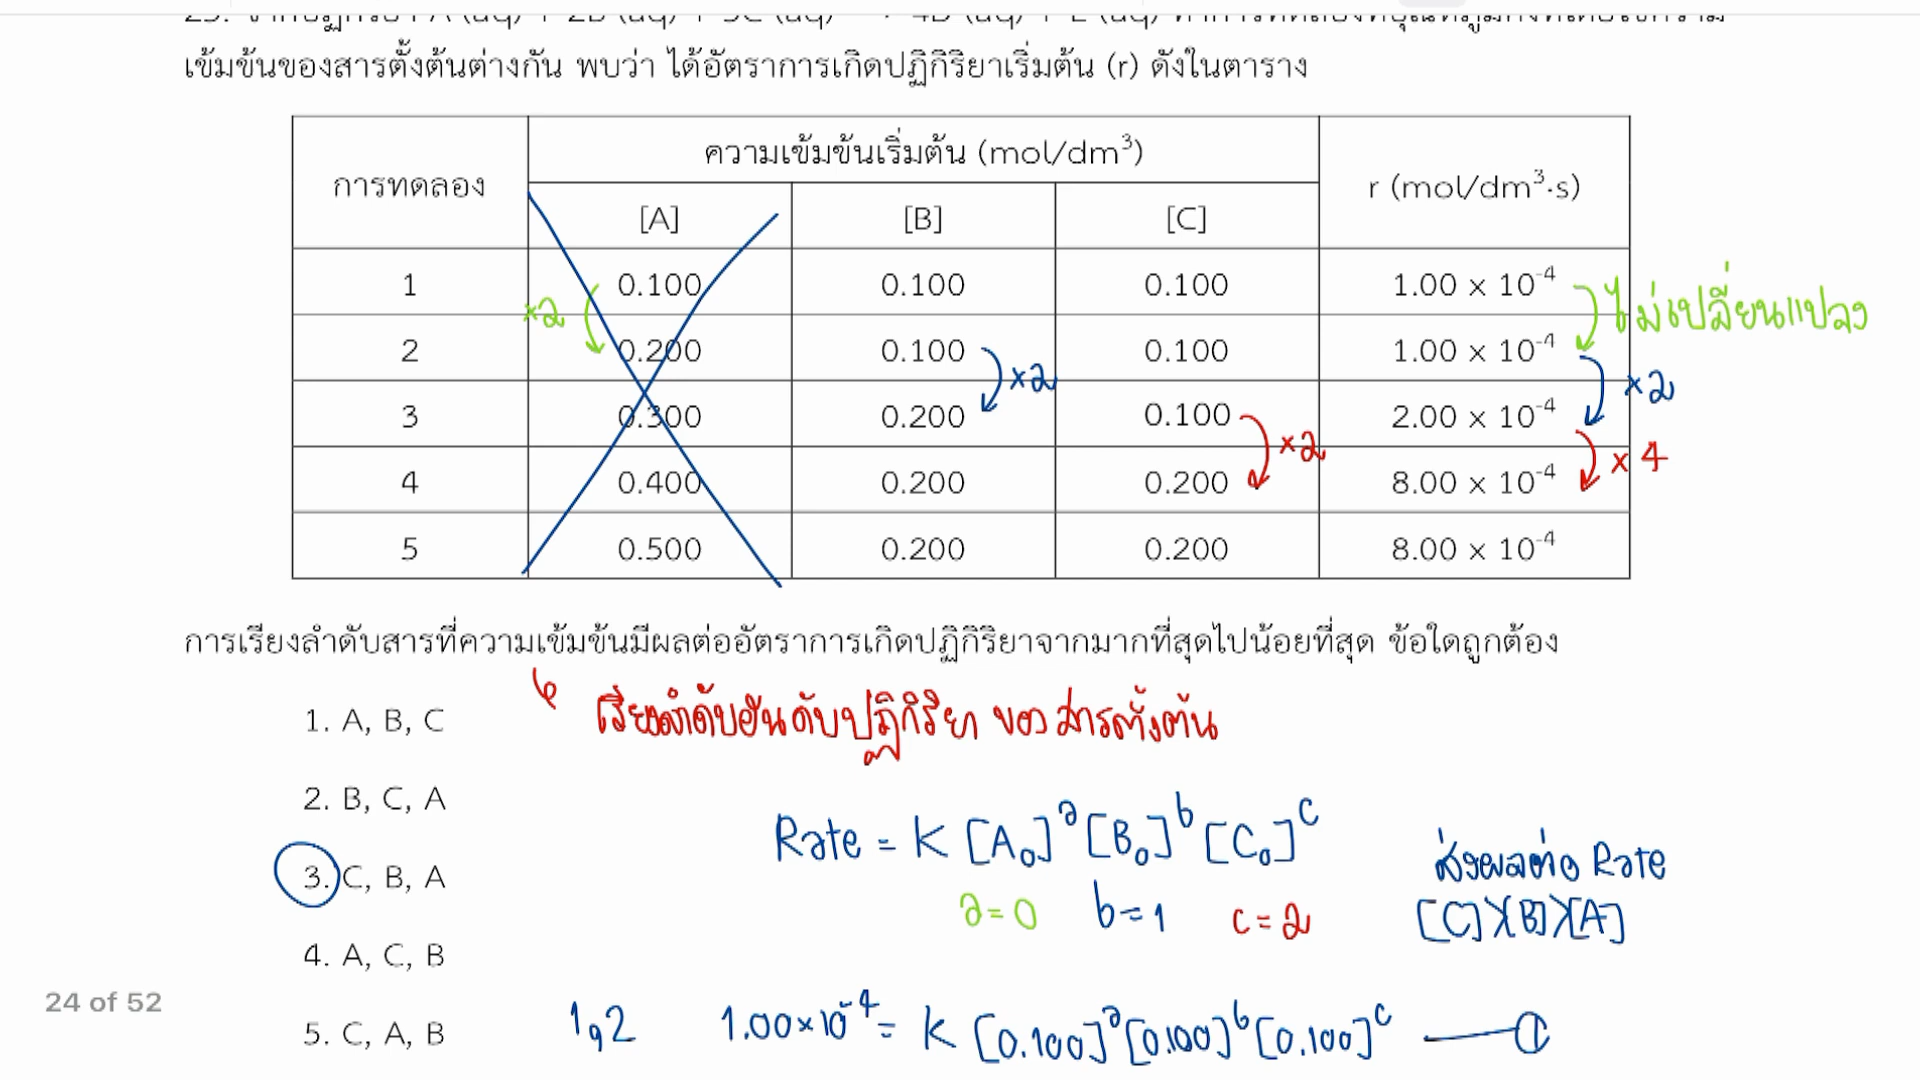 เข้มข้นของสารตั้งต้นต่างกัน พบว่า ได้อัตราการเกิดปฏิกิริยาเริ่มต้น (r) ดังในตาราง
การทดลอง
ความเข้มข้นเริ่มต้น (mol/dm³)
r (mol/dm³·s)
[A] [B] [C]
1 0.100 0.100 0.100 1.00 × 10⁻⁴
×2
ไม่เปลี่ยนแปลง
2 0.200 0.100 0.100 1.00 × 10⁻⁴
×2 ×2
3 0.300 0.200 0.100 2.00 × 10⁻⁴
×2 ×4
4 0.400 0.200 0.200 8.00 × 10⁻⁴
5 0.500 0.200 0.200 8.00 × 10⁻⁴
การเรียงลำดับสารที่ความเข้มข้นมีผลต่ออัตราการเกิดปฏิกิริยาจากมากที่สุดไปน้อยที่สุด ข้อใดถูกต้อง
เรียงลำดับอันดับปฏิกิริยา ของ สารตั้งต้น
1. A, B, C
2. B, C, A
Rate = K [A₀]ᵃ [B₀]ᵇ [C₀]ᶜ
ส่งผลต่อ Rate
3. C, B, A
a = 0 b = 1 c = 2
[C]>[B]>[A]
4. A, C, B
24 of 52
5. C, A, B
1,2 1.00×10⁻⁴ = K [0.100]ᵃ [0.100]ᵇ [0.100]ᶜ